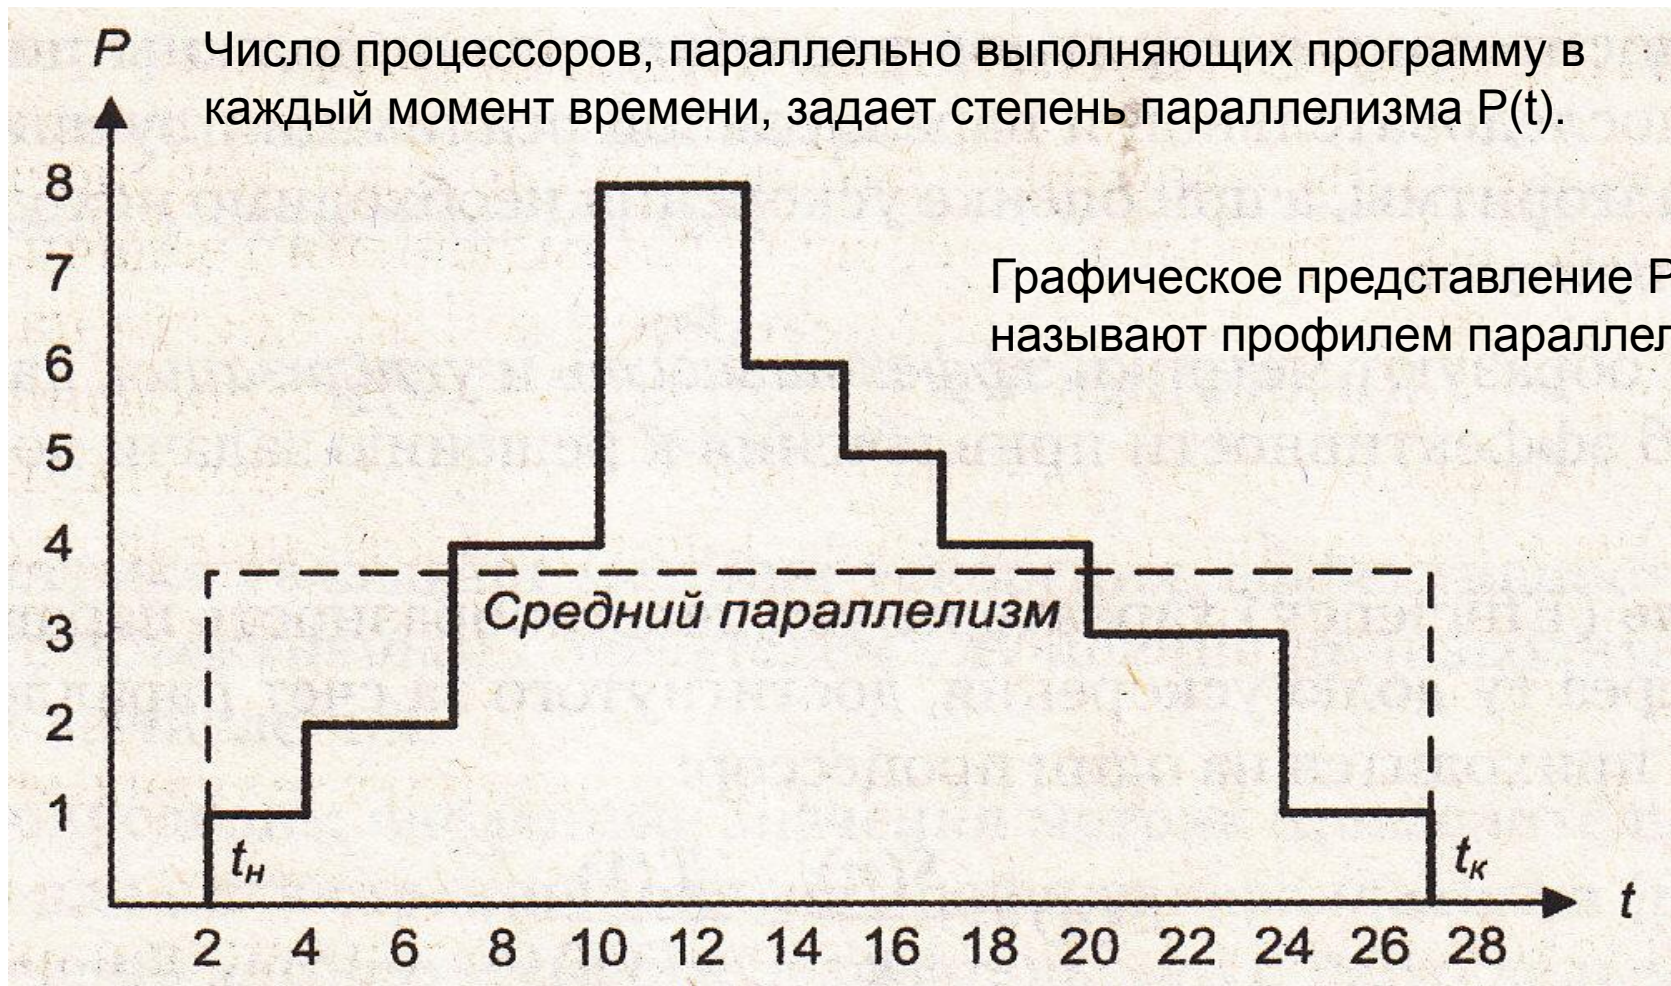 P
Число процессоров, параллельно выполняющих программу в
каждый момент времени, задает степень параллелизма P(t).
Графическое представление P
называют профилем параллел
8
7
6
5
4
3
2
1
Средний параллелизм
tн
tк
t
2 4 6 8 10 12 14 16 18 20 22 24 26 28